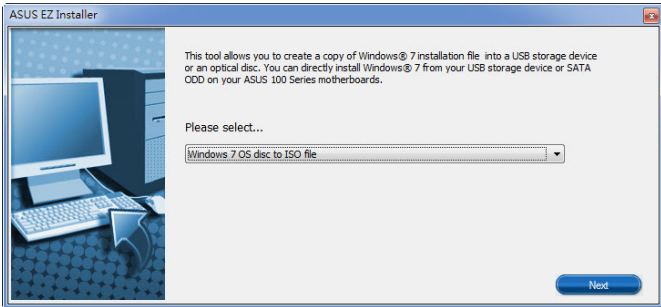 ASUS EZ Installer
This tool allows you to create a copy of Windows® 7 installation file into a USB storage device
or an optical disc. You can directly install Windows® 7 from your USB storage device or SATA
ODD on your ASUS 100 Series motherboards.
Please select...
Windows 7 OS disc to ISO file
Next